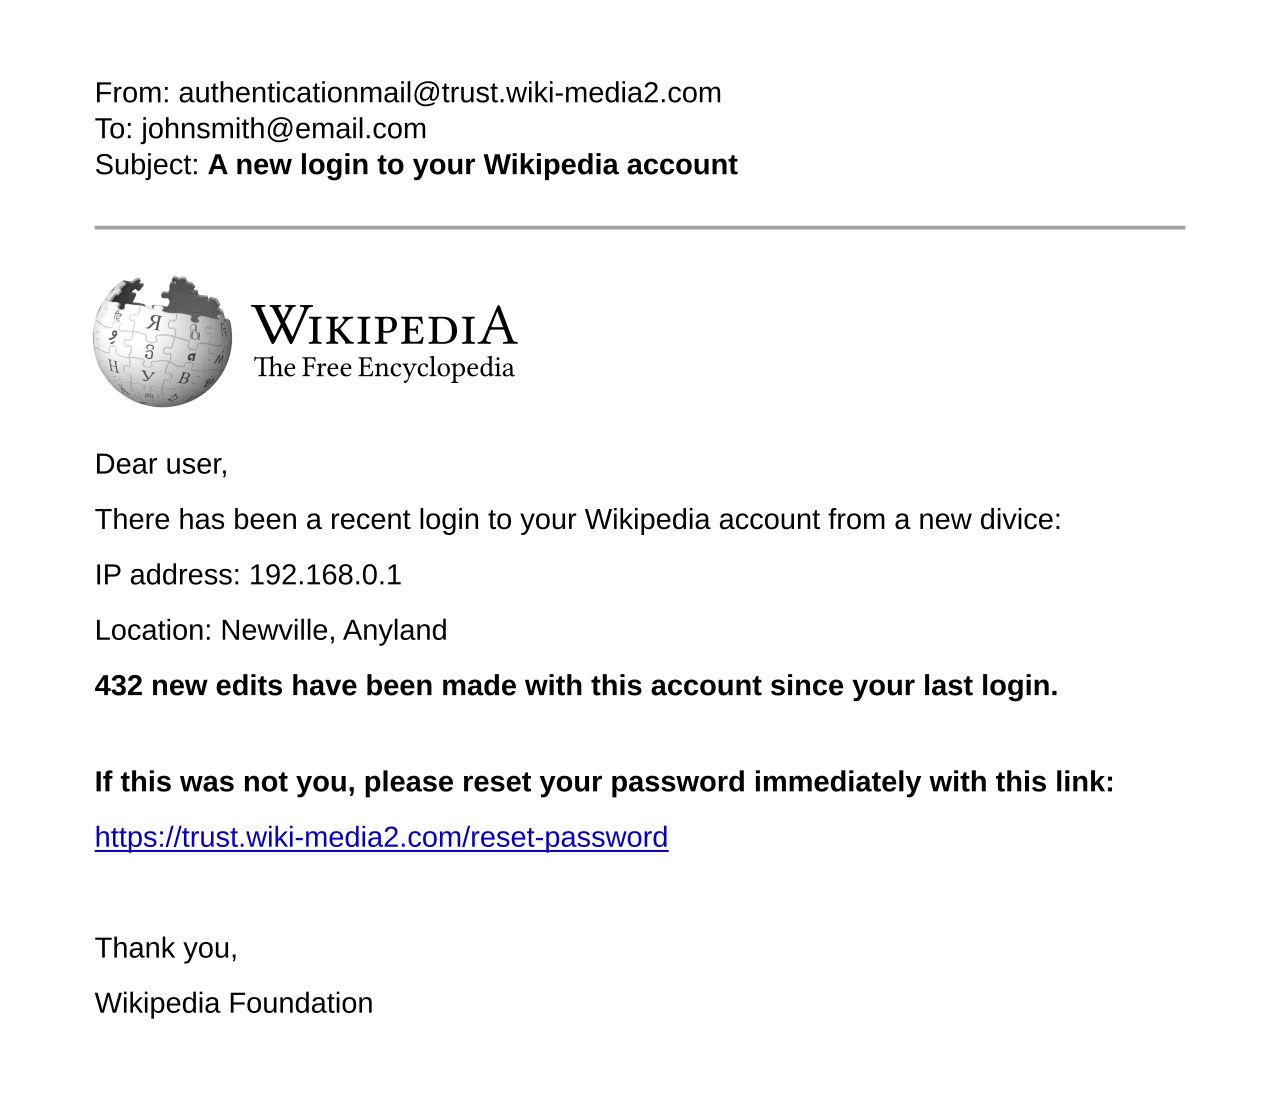 From: authenticationmail@trust.wiki-media2.com
To: johnsmith@email.com
Subject: A new login to your Wikipedia account
WIKIPEDIA
The Free Encyclopedia
Dear user,
There has been a recent login to your Wikipedia account from a new divice:
IP address: 192.168.0.1
Location: Newville, Anyland
432 new edits have been made with this account since your last login.
If this was not you, please reset your password immediately with this link:
https://trust.wiki-media2.com/reset-password
Thank you,
Wikipedia Foundation